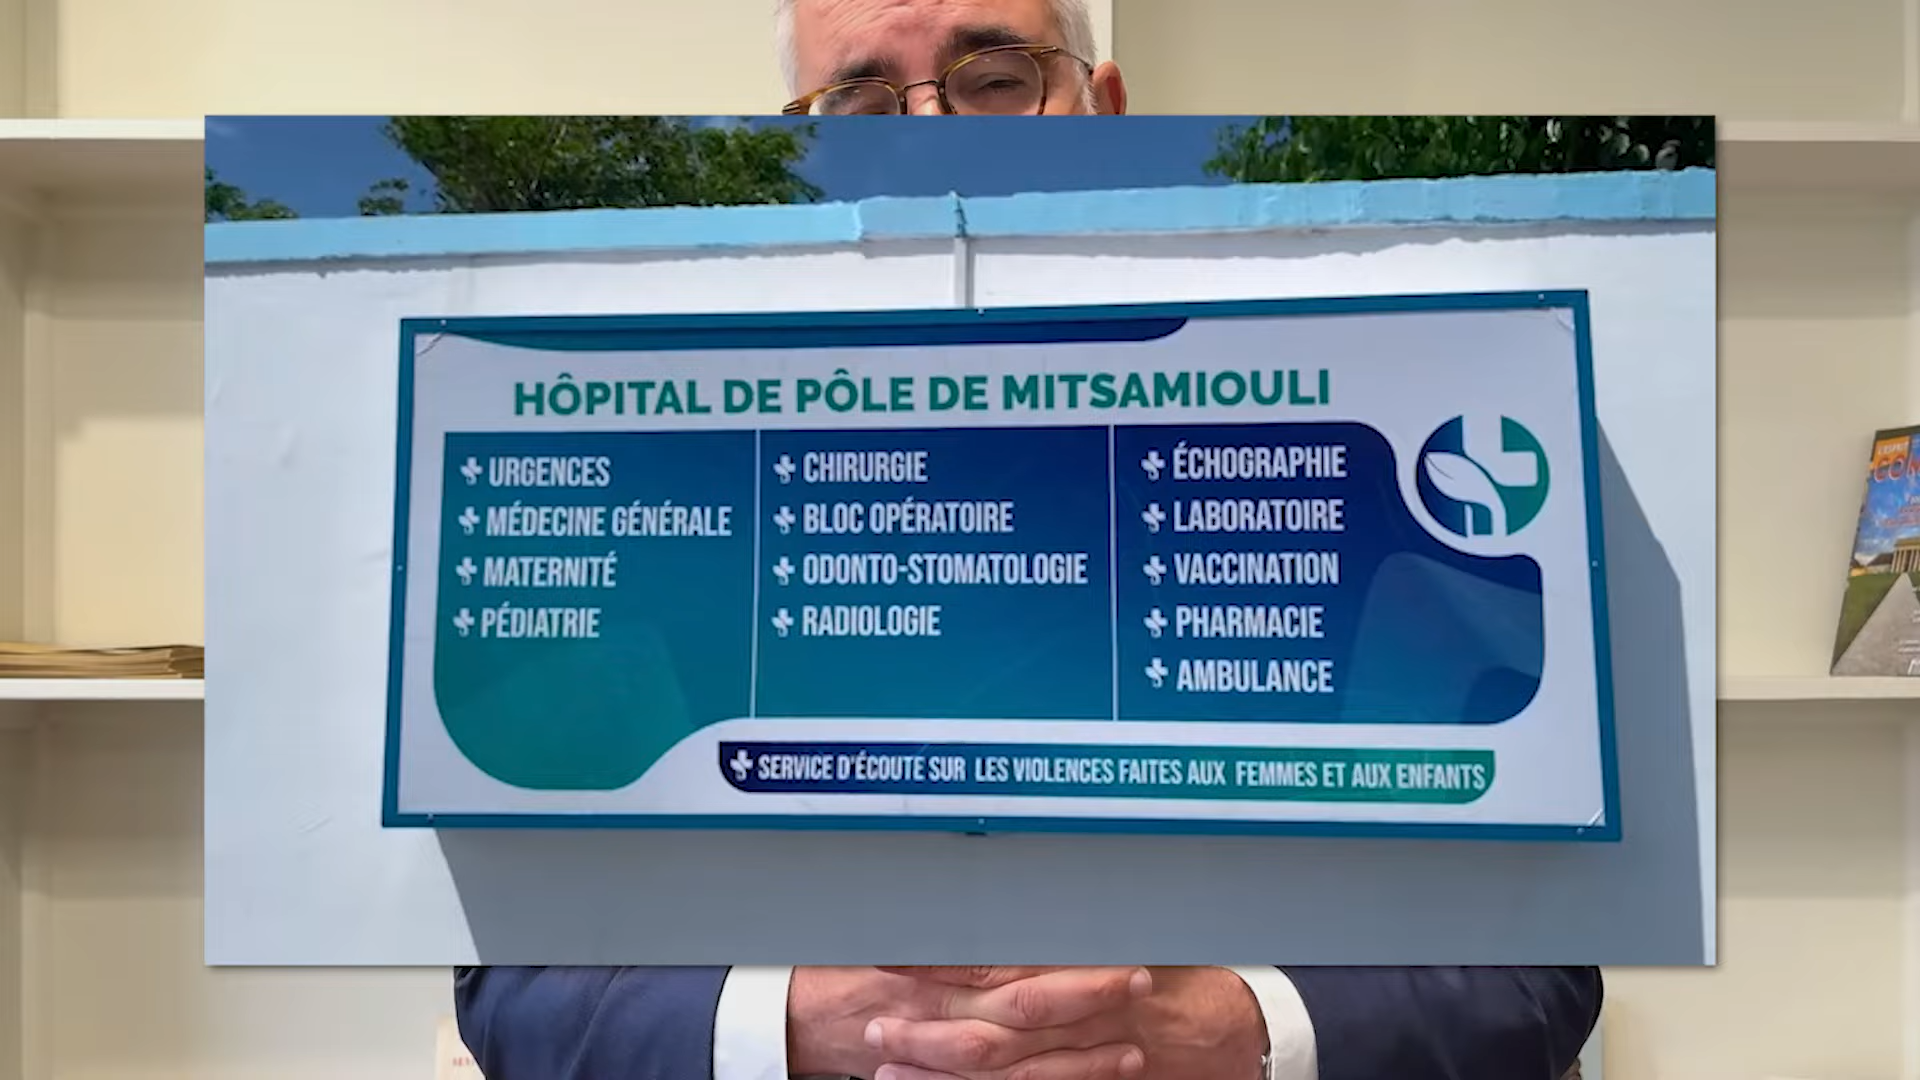 HÔPITAL DE PÔLE DE MITSAMIOULI
URGENCES
MÉDECINE GÉNÉRALE
MATERNITÉ
PÉDIATRIE
CHIRURGIE
BLOC OPÉRATOIRE
ODONTO-STOMATOLOGIE
RADIOLOGIE
ÉCHOGRAPHIE
LABORATOIRE
VACCINATION
PHARMACIE
AMBULANCE
SERVICE D'ÉCOUTE SUR LES VIOLENCES FAITES AUX FEMMES ET AUX ENFANTS